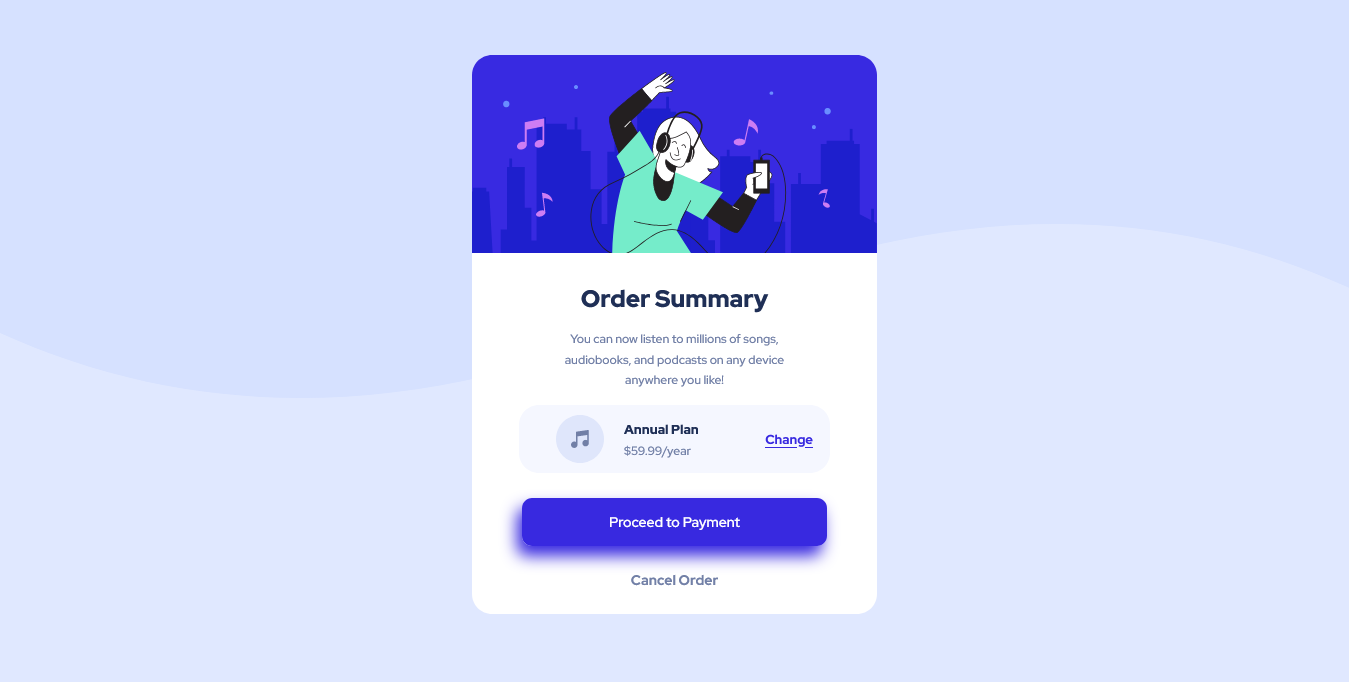 Order Summary
You can now listen to millions of songs,
audiobooks, and podcasts on any device
anywhere you like!
Annual Plan
$59.99/year
Change
Proceed to Payment
Cancel Order